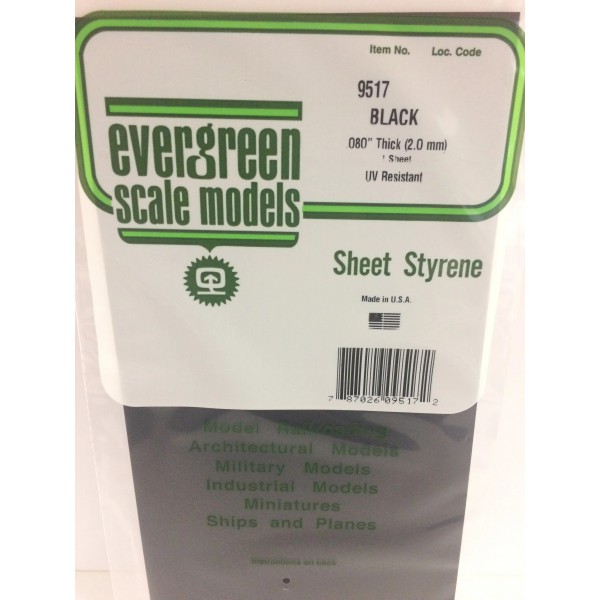 Item No. Loc. Code
9517
BLACK
.080" Thick (2.0 mm)
1 Sheet
UV Resistant
evergreen
scale models
Sheet Styrene
Made in U.S.A.
7 87026 09517 2
Model Railroading
Architectural Models
Military Models
Industrial Models
Miniatures
Ships and Planes
Instructions on back